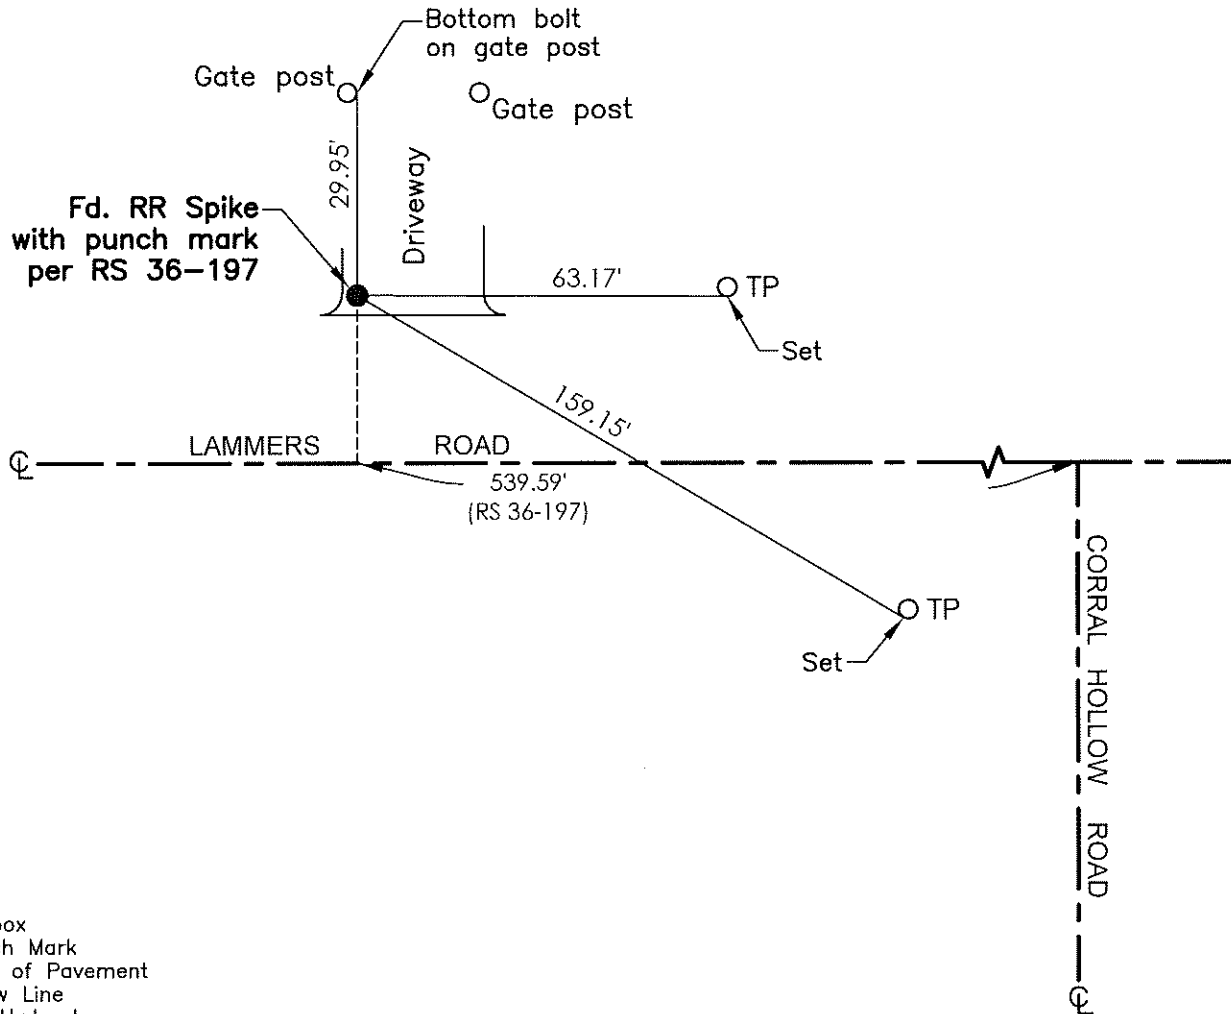 Bottom bolt
on gate post
Gate post
Gate post
29.95'
Driveway
Fd. RR Spike
with punch mark
per RS 36-197
63.17'
TP
Set
159.15'
LAMMERS ROAD
539.59'
(RS 36-197)
CORRAL HOLLOW ROAD
TP
Set
Mark
of Pavement
Line